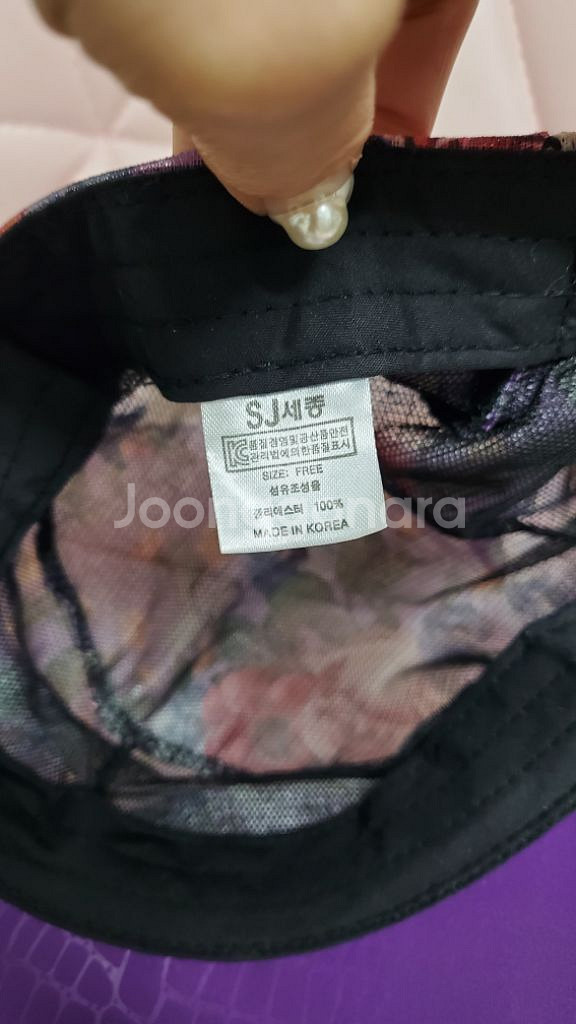 SJ세종
품질경영및공산품안전
관리법에의한품질표시
SIZE: FREE
섬유조성율
폴리에스터 100%
MADE IN KOREA
Joongna